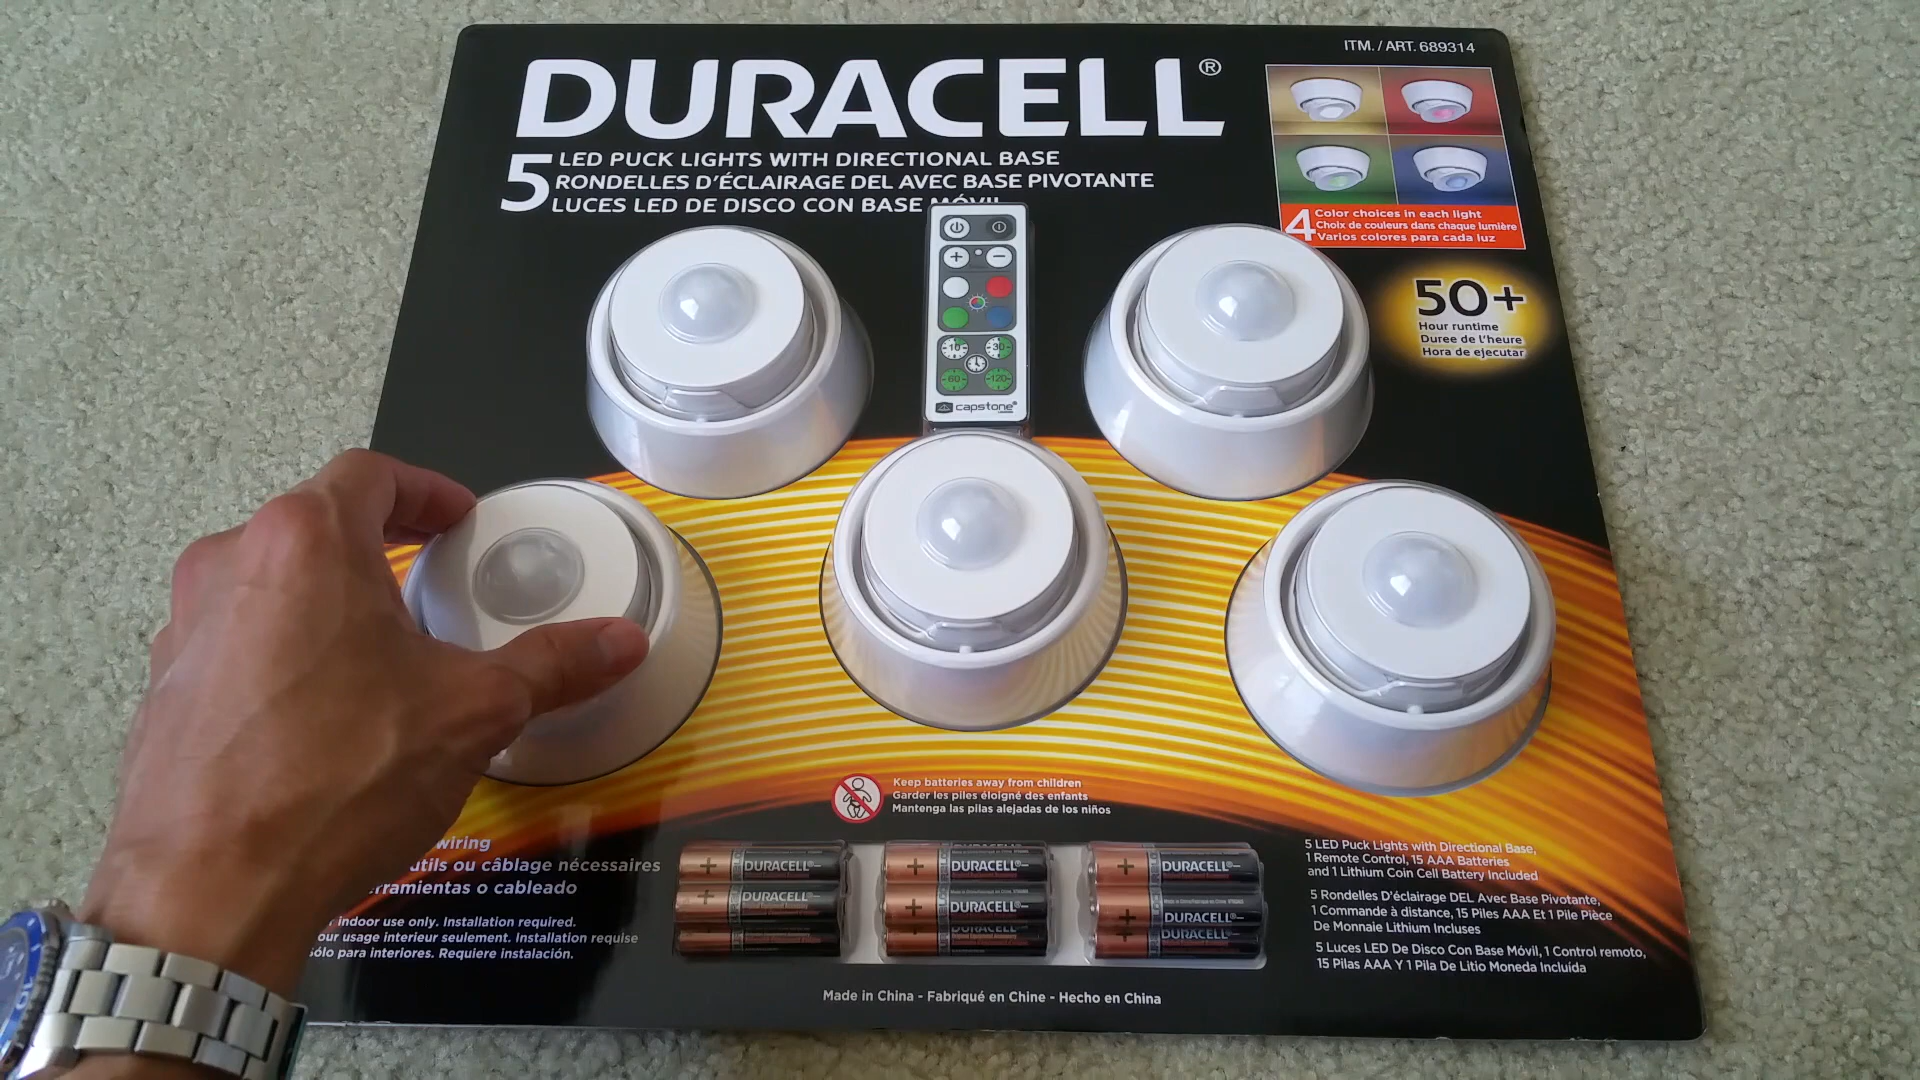 ITM. / ART. 689314
DURACELL®
5 LED PUCK LIGHTS WITH DIRECTIONAL BASE
RONDELLES D'ÉCLAIRAGE DEL AVEC BASE PIVOTANTE
LUCES LED DE DISCO CON BASE MÓVIL
4 Color choices in each light
Choix de couleurs dans chaque lumière
Varios colores para cada luz
50+
Hour runtime
Duree de l'heure
Hora de ejecutar
10 30
60 120
capstone®
Keep batteries away from children
Garder les piles éloigné des enfants
Mantenga las pilas alejadas de los niños
wiring
utils ou câblage nécessaires
rramientas o cableado
indoor use only. Installation required.
our usage interieur seulement. Installation requise
ólo para interiores. Requiere instalación.
DURACELL® DURACELL® DURACELL®
DURACELL® DURACELL® DURACELL®
DURACELL® DURACELL®
5 LED Puck Lights with Directional Base,
1 Remote Control, 15 AAA Batteries
and 1 Lithium Coin Cell Battery Included
5 Rondelles D'éclairage DEL Avec Base Pivotante,
1 Commande à distance, 15 Piles AAA Et 1 Pile Pièce
De Monnaie Lithium Incluses
5 Luces LED De Disco Con Base Móvil, 1 Control remoto,
15 Pilas AAA Y 1 Pila De Litio Moneda Incluída
Made in China - Fabriqué en Chine - Hecho en China